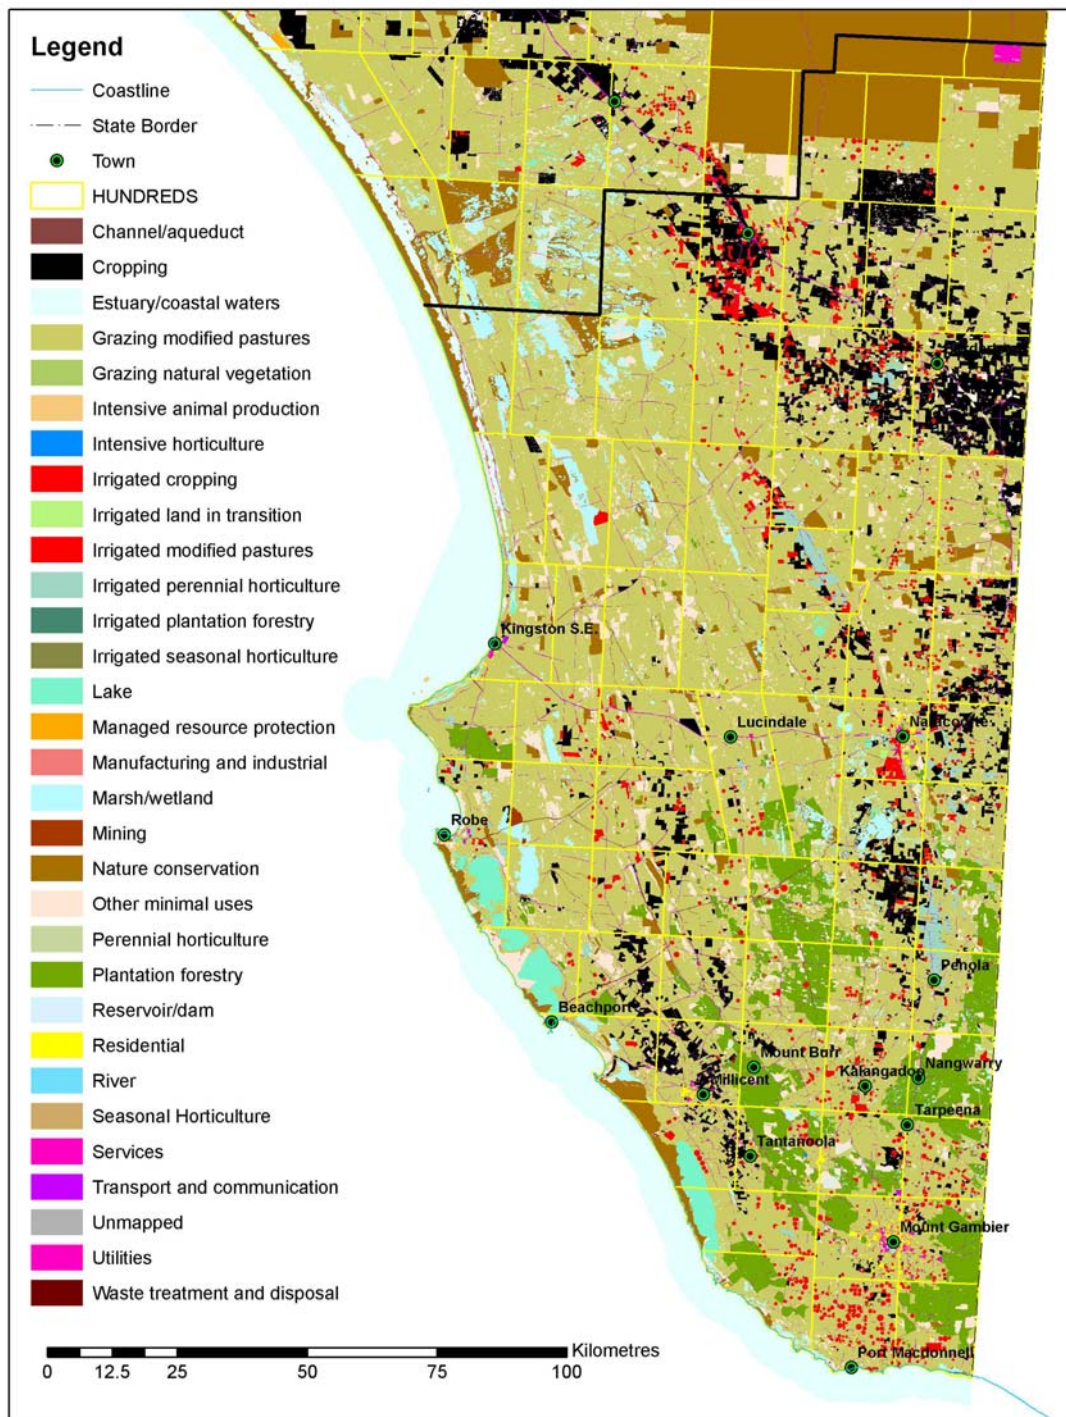 Legend
Coastline
State Border
Town
HUNDREDS
Channel/aqueduct
Cropping
Estuary/coastal waters
Grazing modified pastures
Grazing natural vegetation
Intensive animal production
Intensive horticulture
Irrigated cropping
Irrigated land in transition
Irrigated modified pastures
Irrigated perennial horticulture
Irrigated plantation forestry
Irrigated seasonal horticulture
Lake
Managed resource protection
Manufacturing and industrial
Marsh/wetland
Mining
Nature conservation
Other minimal uses
Perennial horticulture
Plantation forestry
Reservoir/dam
Residential
River
Seasonal Horticulture
Services
Transport and communication
Unmapped
Utilities
Waste treatment and disposal
Kilometres
0 12.5 25 50 75 100
Kingston S.E.
Lucindale
Naracoorte
Robe
Penola
Beachport
Mount Burr
Nangwarry
Kalangadoo
Millicent
Tarpeena
Tantanoola
Mount Gambier
Port Macdonnell